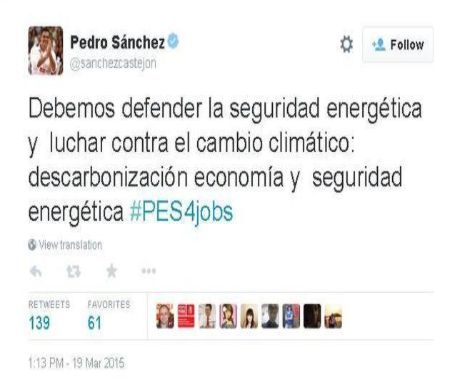 Pedro Sánchez
@sanchezcastejon
Follow
Debemos defender la seguridad energética
y luchar contra el cambio climático:
descarbonización economía y seguridad
energética #PES4jobs
View translation
RETWEETS FAVORITES
139 61
1:13 PM - 19 Mar 2015